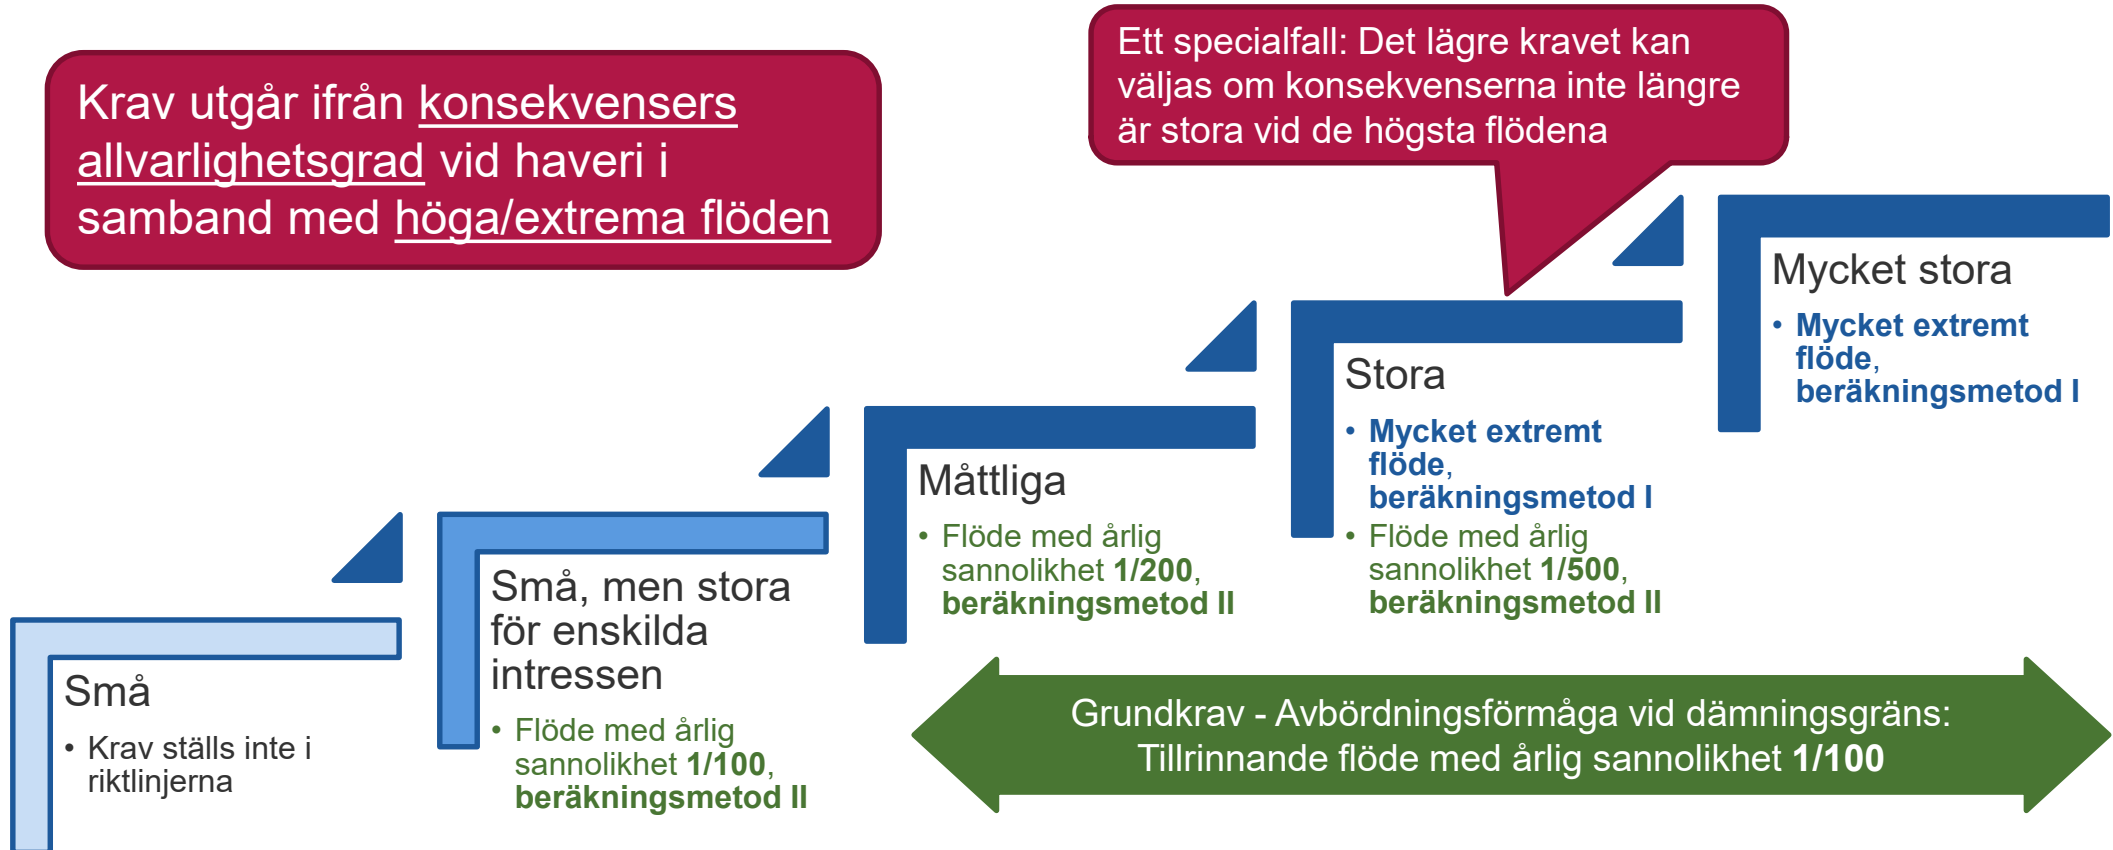 Krav utgår ifrån konsekvensers
allvarlighetsgrad vid haveri i
samband med höga/extrema flöden
Ett specialfall: Det lägre kravet kan
väljas om konsekvenserna inte längre
är stora vid de högsta flödena
Små
• Krav ställs inte i
riktlinjerna
Små, men stora
för enskilda
intressen
• Flöde med årlig
sannolikhet 1/100,
beräkningsmetod II
Måttliga
• Flöde med årlig
sannolikhet 1/200,
beräkningsmetod II
Stora
• Mycket extremt
flöde,
beräkningsmetod I
• Flöde med årlig
sannolikhet 1/500,
beräkningsmetod II
Mycket stora
• Mycket extremt
flöde,
beräkningsmetod I
Grundkrav - Avbördningsförmåga vid dämningsgräns:
Tillrinnande flöde med årlig sannolikhet 1/100